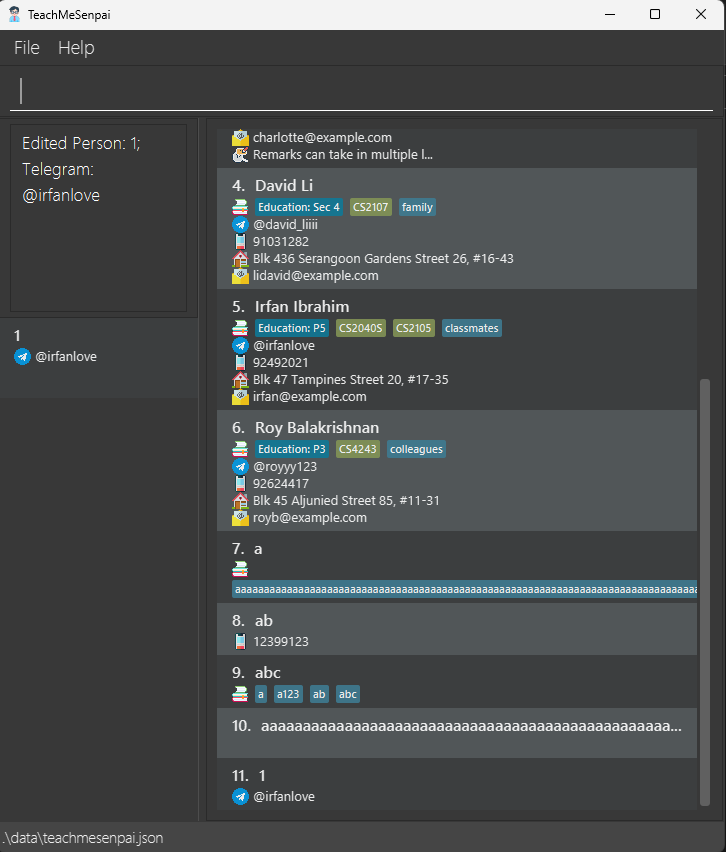 TeachMeSenpai
File Help
Edited Person: 1;
Telegram:
@irfanlove
1
@irfanlove
charlotte@example.com
Remarks can take in multiple l...
4. David Li
Education: Sec 4 CS2107 family
@david_liiii
91031282
Blk 436 Serangoon Gardens Street 26, #16-43
lidavid@example.com
5. Irfan Ibrahim
Education: P5 CS2040S CS2105 classmates
@irfanlove
92492021
Blk 47 Tampines Street 20, #17-35
irfan@example.com
6. Roy Balakrishnan
Education: P3 CS4243 colleagues
@royyy123
92624417
Blk 45 Aljunied Street 85, #11-31
royb@example.com
7. a
aaaaaaaaaaaaaaaaaaaaaaaaaaaaaaaaaaaaaaaaaaaaaaaaaaaaaaaaaaaaaaaaaaaaaaaaaaaaaaaa
8. ab
12399123
9. abc
a a123 ab abc
10. aaaaaaaaaaaaaaaaaaaaaaaaaaaaaaaaaaaaaaaaaaaaaaaaaa...
11. 1
@irfanlove
.\data\teachmesenpai.json